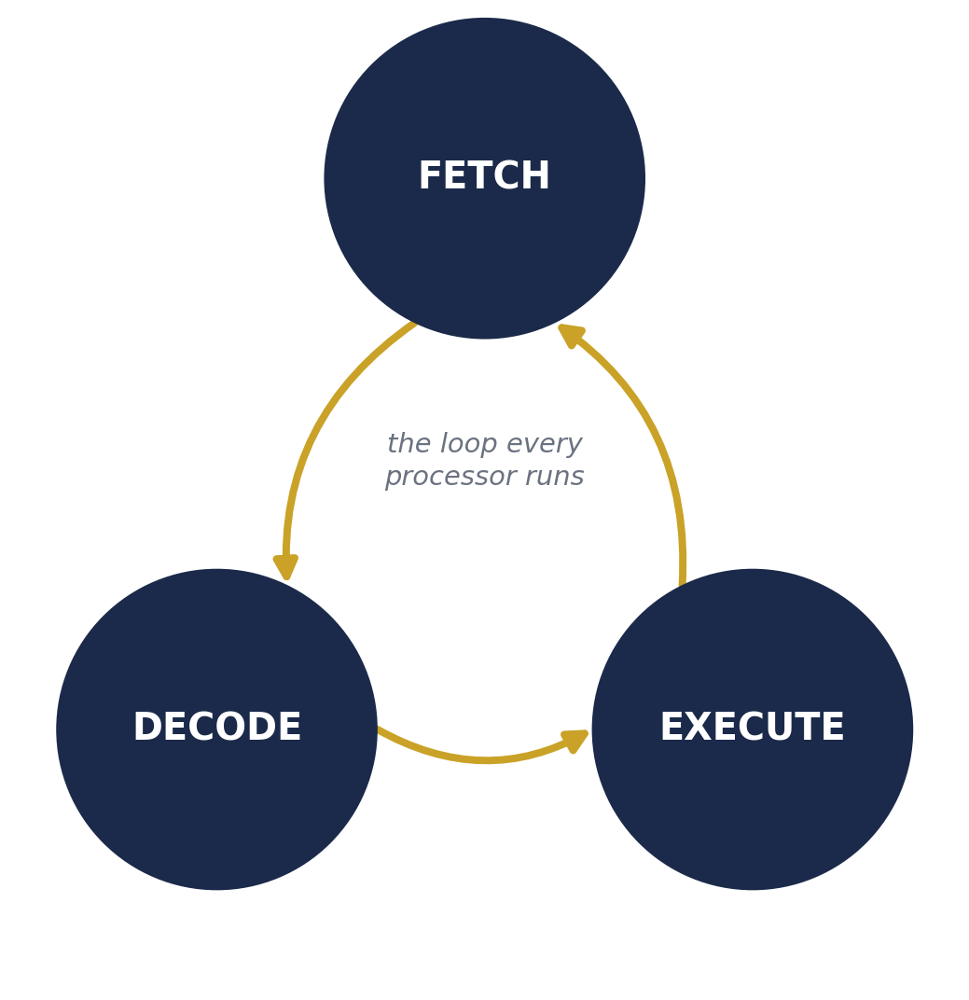 FETCH
the loop every
processor runs
DECODE
EXECUTE